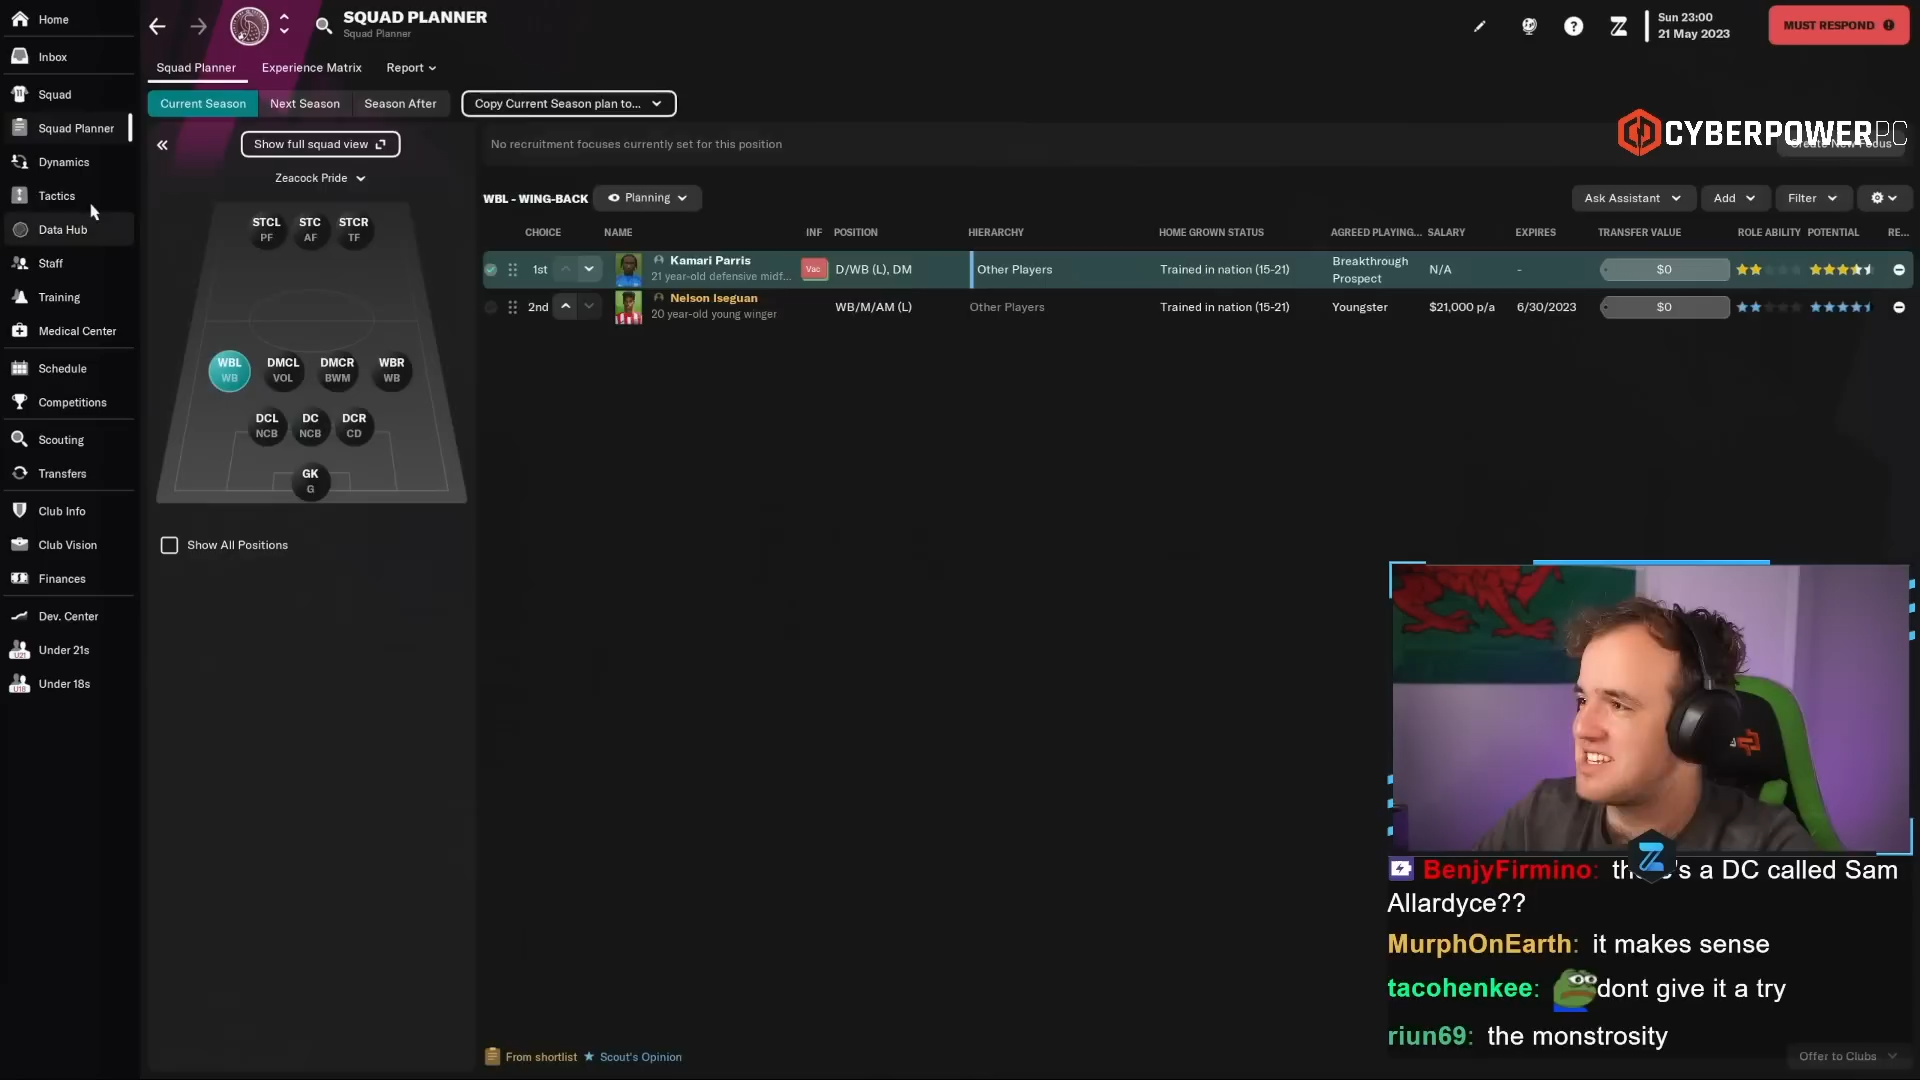 Home
Inbox
Squad
Squad Planner
Dynamics
Tactics
Data Hub
Staff
Training
Medical Center
Schedule
Competitions
Scouting
Transfers
Club Info
Club Vision
Finances
Dev. Center
Under 21s
Under 18s
SQUAD PLANNER
Squad Planner
Sun 23:00
21 May 2023
MUST RESPOND
Squad Planner Experience Matrix Report
Current Season Next Season Season After Copy Current Season plan to...
CYBERPOWERPC
Create New Focus
Show full squad view
Zeacock Pride
STCL STC STCR
PF AF TF
WBL DMCL DMCR WBR
WB VOL BWM WB
DCL DC DCR
NCB NCB CD
GK
G
Show All Positions
No recruitment focuses currently set for this position
WBL - WING-BACK Planning Ask Assistant Add Filter
CHOICE NAME INF POSITION HIERARCHY HOME GROWN STATUS AGREED PLAYING... SALARY EXPIRES TRANSFER VALUE ROLE ABILITY POTENTIAL RE...
1st Kamari Parris Vac D/WB (L), DM Other Players Trained in nation (15-21) Breakthrough Prospect N/A - $0
21 year-old defensive midf...
2nd Nelson Iseguan WB/M/AM (L) Other Players Trained in nation (15-21) Youngster $21,000 p/a 6/30/2023 $0
20 year-old young winger
From shortlist Scout's Opinion
BenjyFirmino: there's a DC called Sam
Allardyce??
MurphOnEarth: it makes sense
tacohenkee: dont give it a try
riun69: the monstrosity
Offer to Clubs